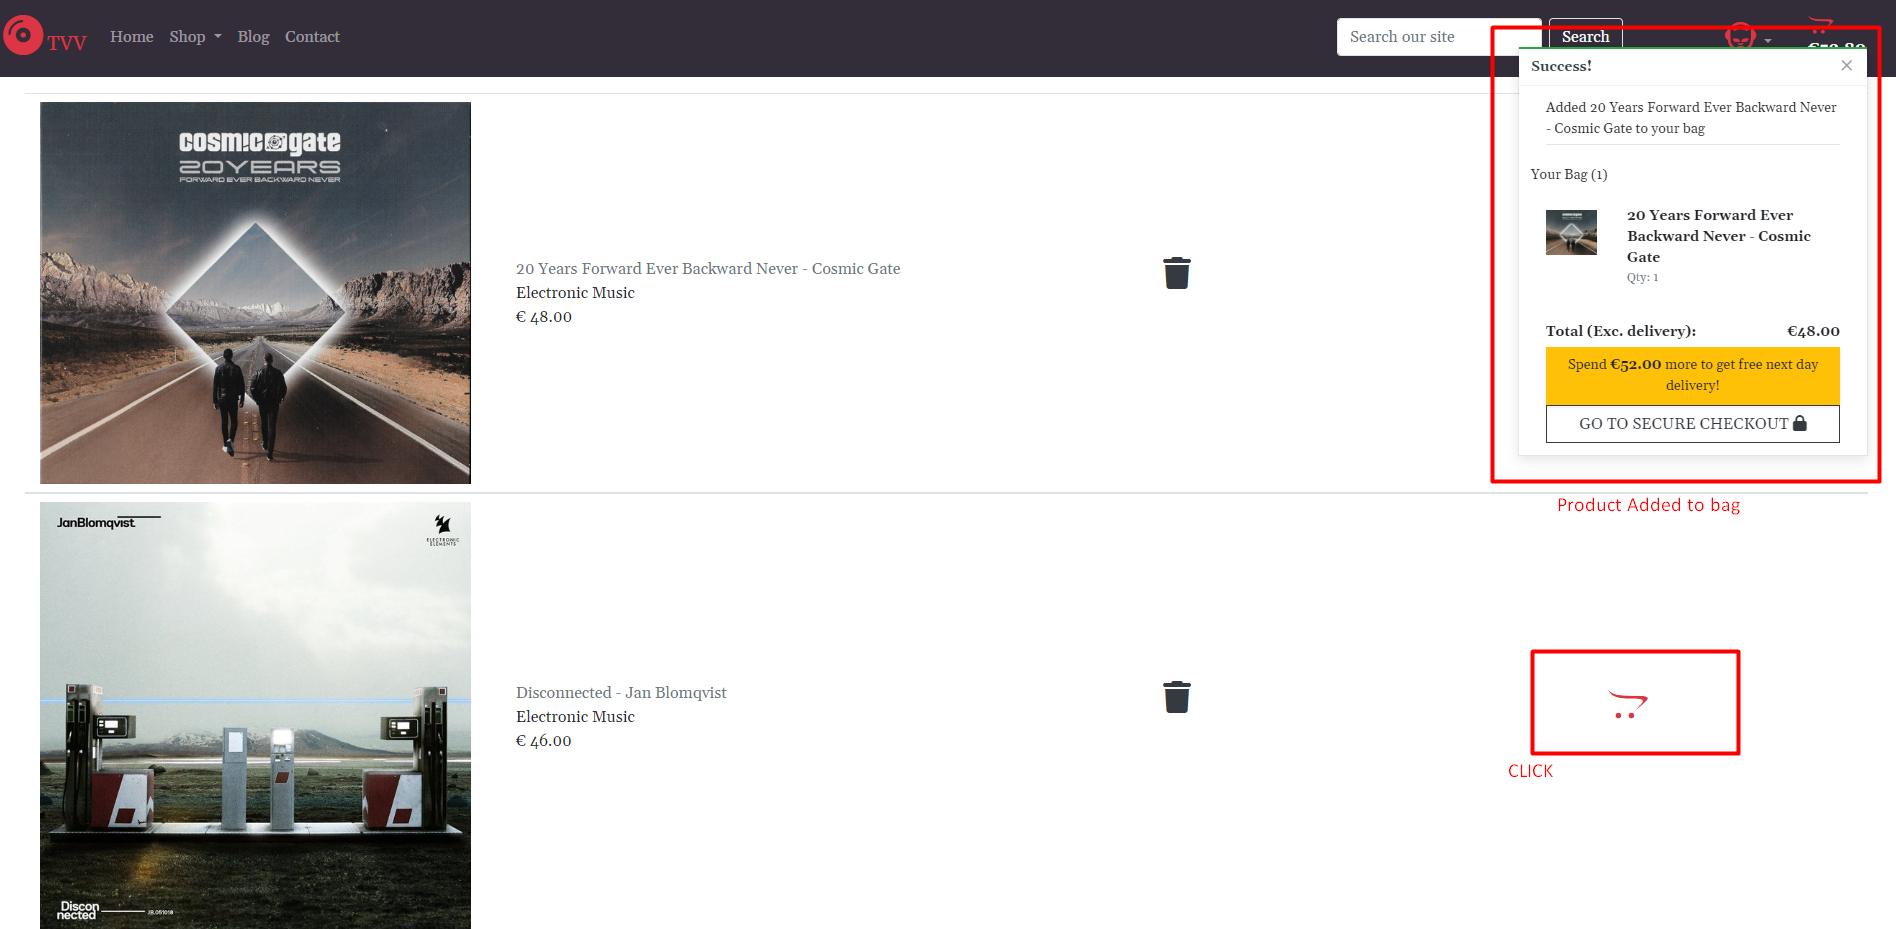 TVV
Home
Shop
Blog
Contact
Search our site
Search
Success!
Added 20 Years Forward Ever Backward Never
- Cosmic Gate to your bag
Your Bag (1)
20 Years Forward Ever
Backward Never - Cosmic
Gate
Qty: 1
Total (Exc. delivery):
€48.00
Spend €52.00 more to get free next day
delivery!
GO TO SECURE CHECKOUT
Product Added to bag
cosmic gate
20YEARS
FORWARD EVER BACKWARD NEVER
20 Years Forward Ever Backward Never - Cosmic Gate
Electronic Music
€ 48.00
JanBlomqvist
ELECTRONIC
ELEMENTS
Disconnected - Jan Blomqvist
Electronic Music
€ 46.00
CLICK
Discon
nected